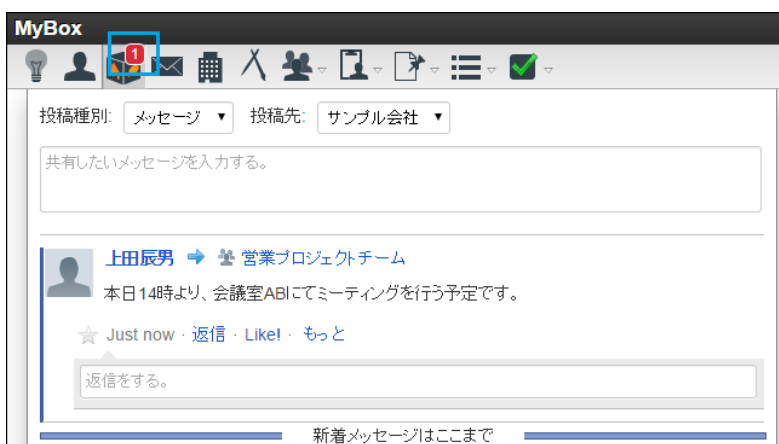 MyBox
1
投稿種別: メッセージ 投稿先: サンプル会社
共有したいメッセージを入力する。
上田辰男 営業プロジェクトチーム
本日14時より、会議室ABにてミーティングを行う予定です。
Just now · 返信 · Like! · もっと
返信をする。
新着メッセージはここまで